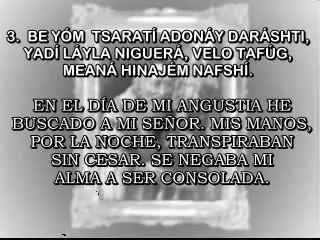 3. BE YÓM TSARATÍ ADONÁY DARÁSHTI,
YADÍ LÁYLA NIGUERÁ, VELO TAFÚG,
MEANÁ HINAJÉM NAFSHÍ.
EN EL DÍA DE MI ANGUSTIA HE
BUSCADO A MI SEÑOR. MIS MANOS,
POR LA NOCHE, TRANSPIRABAN
SIN CESAR. SE NEGABA MI
ALMA A SER CONSOLADA.